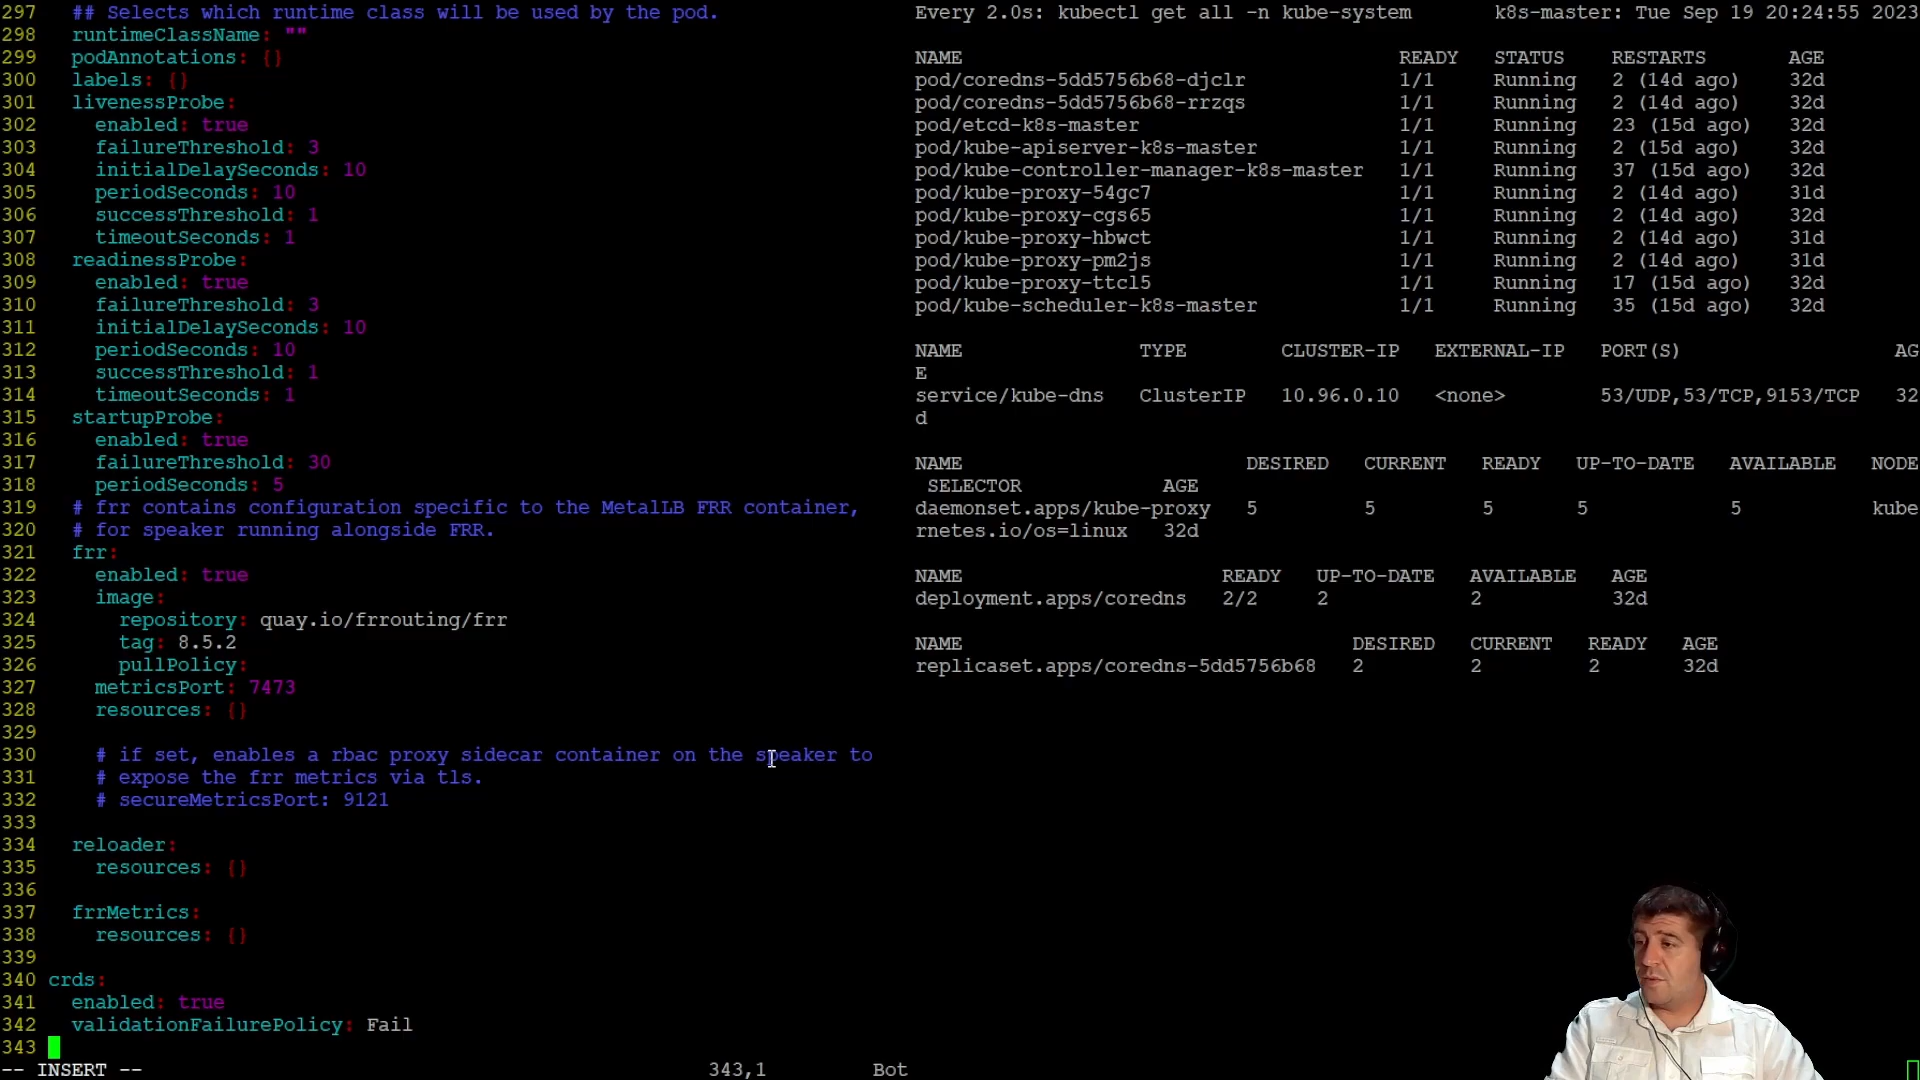 297   ## Selects which runtime class will be used by the pod.
298   runtimeClassName: ""
299   podAnnotations: {}
300   labels: {}
301   livenessProbe:
302     enabled: true
303     failureThreshold: 3
304     initialDelaySeconds: 10
305     periodSeconds: 10
306     successThreshold: 1
307     timeoutSeconds: 1
308   readinessProbe:
309     enabled: true
310     failureThreshold: 3
311     initialDelaySeconds: 10
312     periodSeconds: 10
313     successThreshold: 1
314     timeoutSeconds: 1
315   startupProbe:
316     enabled: true
317     failureThreshold: 30
318     periodSeconds: 5
319   # frr contains configuration specific to the MetalLB FRR container,
320   # for speaker running alongside FRR.
321   frr:
322     enabled: true
323     image:
324       repository: quay.io/frrouting/frr
325       tag: 8.5.2
326       pullPolicy:
327     metricsPort: 7473
328     resources: {}
329
330     # if set, enables a rbac proxy sidecar container on the speaker to
331     # expose the frr metrics via tls.
332     # secureMetricsPort: 9121
333
334   reloader:
335     resources: {}
336
337   frrMetrics:
338     resources: {}
339
340 crds:
341   enabled: true
342   validationFailurePolicy: Fail
343
-- INSERT -- 343,1 Bot
Every 2.0s: kubectl get all -n kube-system k8s-master: Tue Sep 19 20:24:55 2023
NAME READY STATUS RESTARTS AGE
pod/coredns-5dd5756b68-djclr 1/1 Running 2 (14d ago) 32d
pod/coredns-5dd5756b68-rrzqs 1/1 Running 2 (14d ago) 32d
pod/etcd-k8s-master 1/1 Running 23 (15d ago) 32d
pod/kube-apiserver-k8s-master 1/1 Running 2 (15d ago) 32d
pod/kube-controller-manager-k8s-master 1/1 Running 37 (15d ago) 32d
pod/kube-proxy-54gc7 1/1 Running 2 (14d ago) 31d
pod/kube-proxy-cgs65 1/1 Running 2 (14d ago) 32d
pod/kube-proxy-hbwct 1/1 Running 2 (14d ago) 31d
pod/kube-proxy-pm2js 1/1 Running 2 (14d ago) 31d
pod/kube-proxy-ttcl5 1/1 Running 17 (15d ago) 32d
pod/kube-scheduler-k8s-master 1/1 Running 35 (15d ago) 32d
NAME TYPE CLUSTER-IP EXTERNAL-IP PORT(S) AG
E
service/kube-dns ClusterIP 10.96.0.10 <none> 53/UDP,53/TCP,9153/TCP 32
d
NAME DESIRED CURRENT READY UP-TO-DATE AVAILABLE NODE
SELECTOR AGE
daemonset.apps/kube-proxy 5 5 5 5 5 kube
rnetes.io/os=linux 32d
NAME READY UP-TO-DATE AVAILABLE AGE
deployment.apps/coredns 2/2 2 2 32d
NAME DESIRED CURRENT READY AGE
replicaset.apps/coredns-5dd5756b68 2 2 2 32d